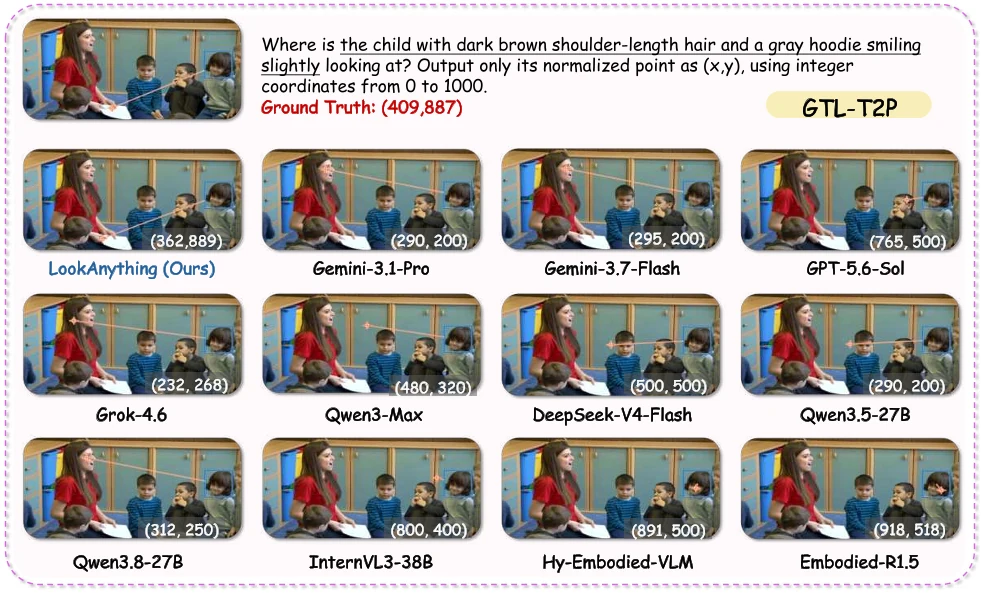 Where is the child with dark brown shoulder-length hair and a gray hoodie smiling
slightly looking at? Output only its normalized point as (x,y), using integer
coordinates from 0 to 1000.
Ground Truth: (409,887)
GTL-T2P
(362,889)
(290, 200)
(295, 200)
(765, 500)
LookAnything (Ours)
Gemini-3.1-Pro
Gemini-3.7-Flash
GPT-5.6-Sol
(232, 268)
(480, 320)
(500, 500)
(290, 200)
Grok-4.6
Qwen3-Max
DeepSeek-V4-Flash
Qwen3.5-27B
(312, 250)
(800, 400)
(891, 500)
(918, 518)
Qwen3.8-27B
InternVL3-38B
Hy-Embodied-VLM
Embodied-R1.5